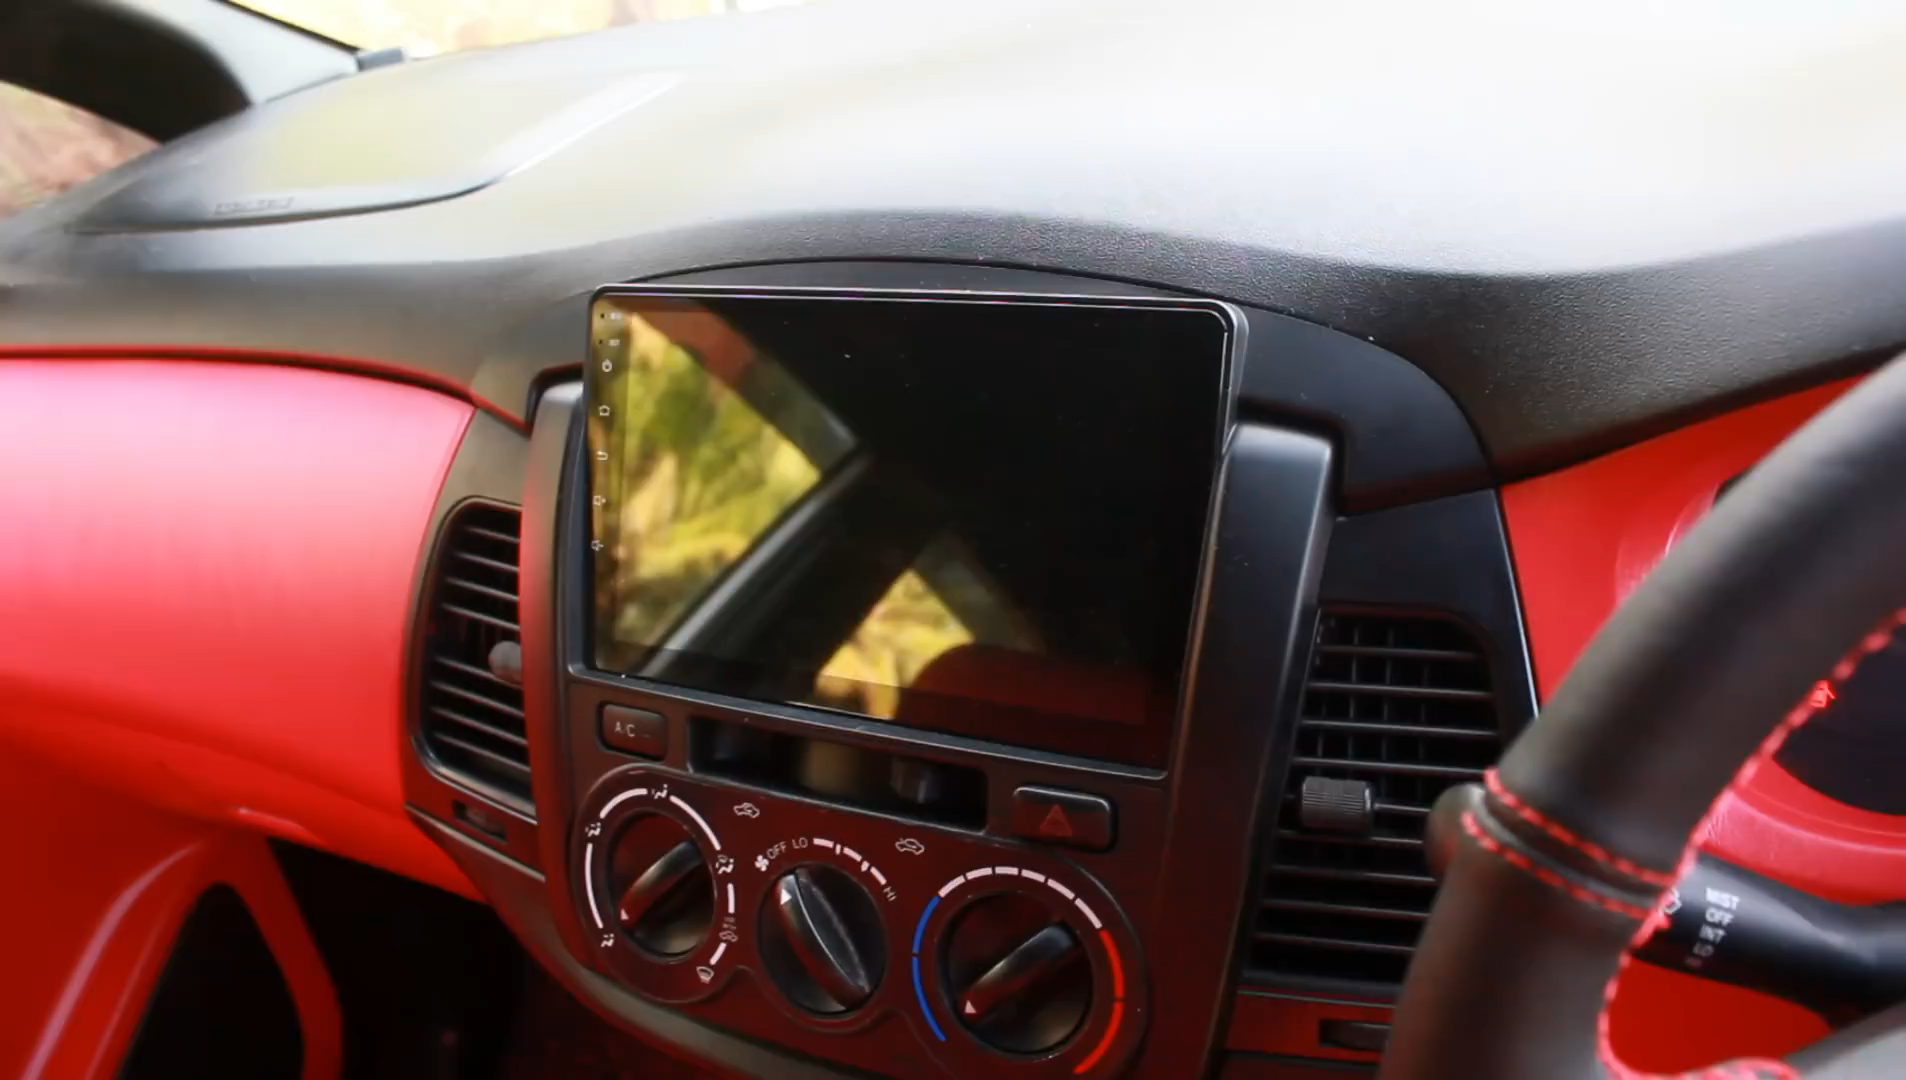 A/C
OFF LO
HI
MIST
OFF
INT
LO